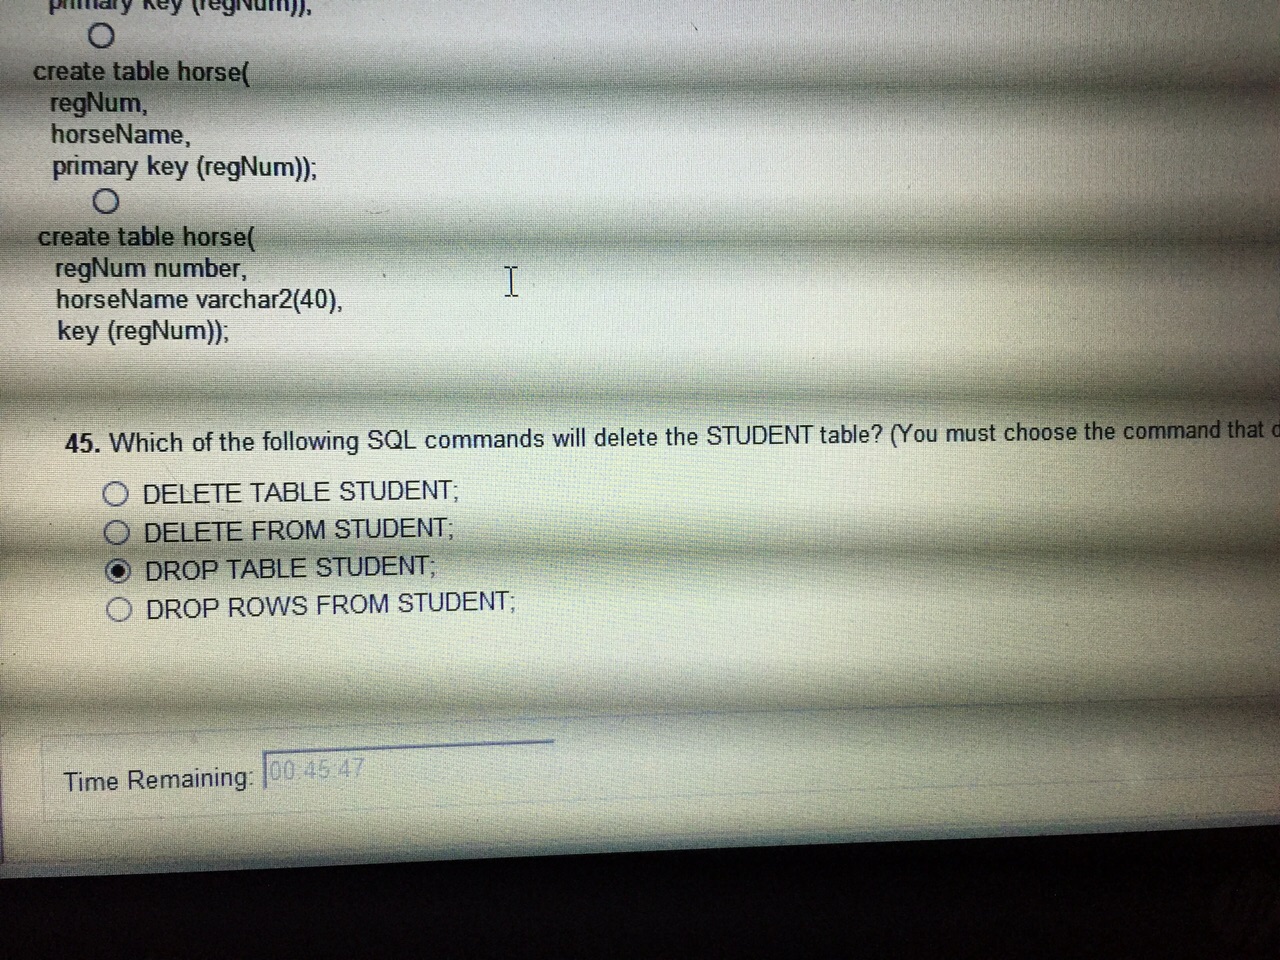 primary key (regNum)),
create table horse(
regNum,
horseName,
primary key (regNum));
create table horse(
regNum number,
horseName varchar2(40),
key (regNum));
45. Which of the following SQL commands will delete the STUDENT table? (You must choose the command that
DELETE TABLE STUDENT;
DELETE FROM STUDENT;
DROP TABLE STUDENT;
DROP ROWS FROM STUDENT;
Time Remaining: 00:45:47